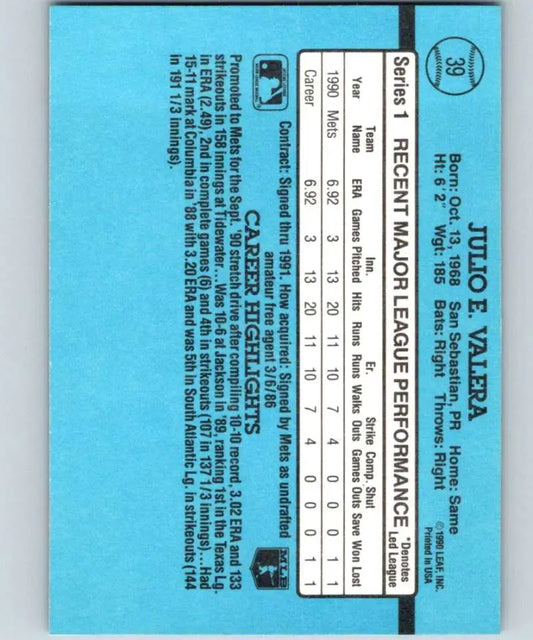 39
JULIO E. VALERA
Born: Oct. 13, 1968 San Sebastian, PR Home: Same
Ht: 6'2" Wgt: 185 Bats: Right Throws: Right
© 1990 LEAF, INC.
Printed in USA
Series 1 RECENT MAJOR LEAGUE PERFORMANCE *Denotes
Led League
Team Inn. Er. Strike Comp. Shut
Year Name ERA Games Pitched Hits Runs Runs Walks Outs Games Outs Save Won Lost
1990 Mets 6.92 3 13 20 11 10 7 4 0 0 0 1 1
Career 6.92 3 13 20 11 10 7 4 0 0 0 1 1
Contract: Signed thru 1991. How acquired: Signed by Mets as undrafted
amateur free agent 3/6/86
MLB
CAREER HIGHLIGHTS
Promoted to Mets for the Sept. '90 stretch drive after compiling 10-10 record, 3.02 ERA and 133
strikeouts in 158 innings at Tidewater...Was 10-6 at Jackson in '89, ranking 1st in the Texas Lg.
in ERA (2.49), 2nd in complete games (6) and 4th in strikeouts (107 in 137 1/3 innings)...Had
15-11 mark at Columbia in '88 with 3.20 ERA and was 5th in South Atlantic Lg. in strikeouts (144
in 191 1/3 innings).